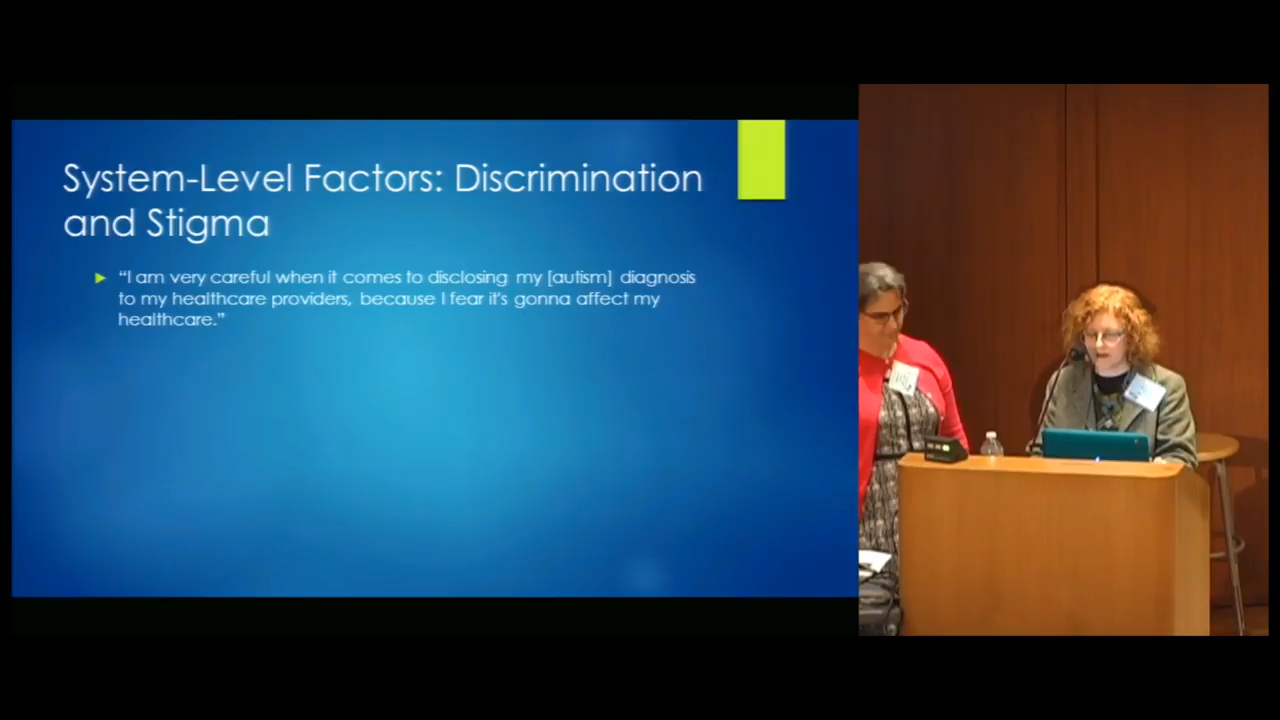 System-Level Factors: Discrimination
and Stigma
“I am very careful when it comes to disclosing my [autism] diagnosis
to my healthcare providers, because I fear it's gonna affect my
healthcare.”